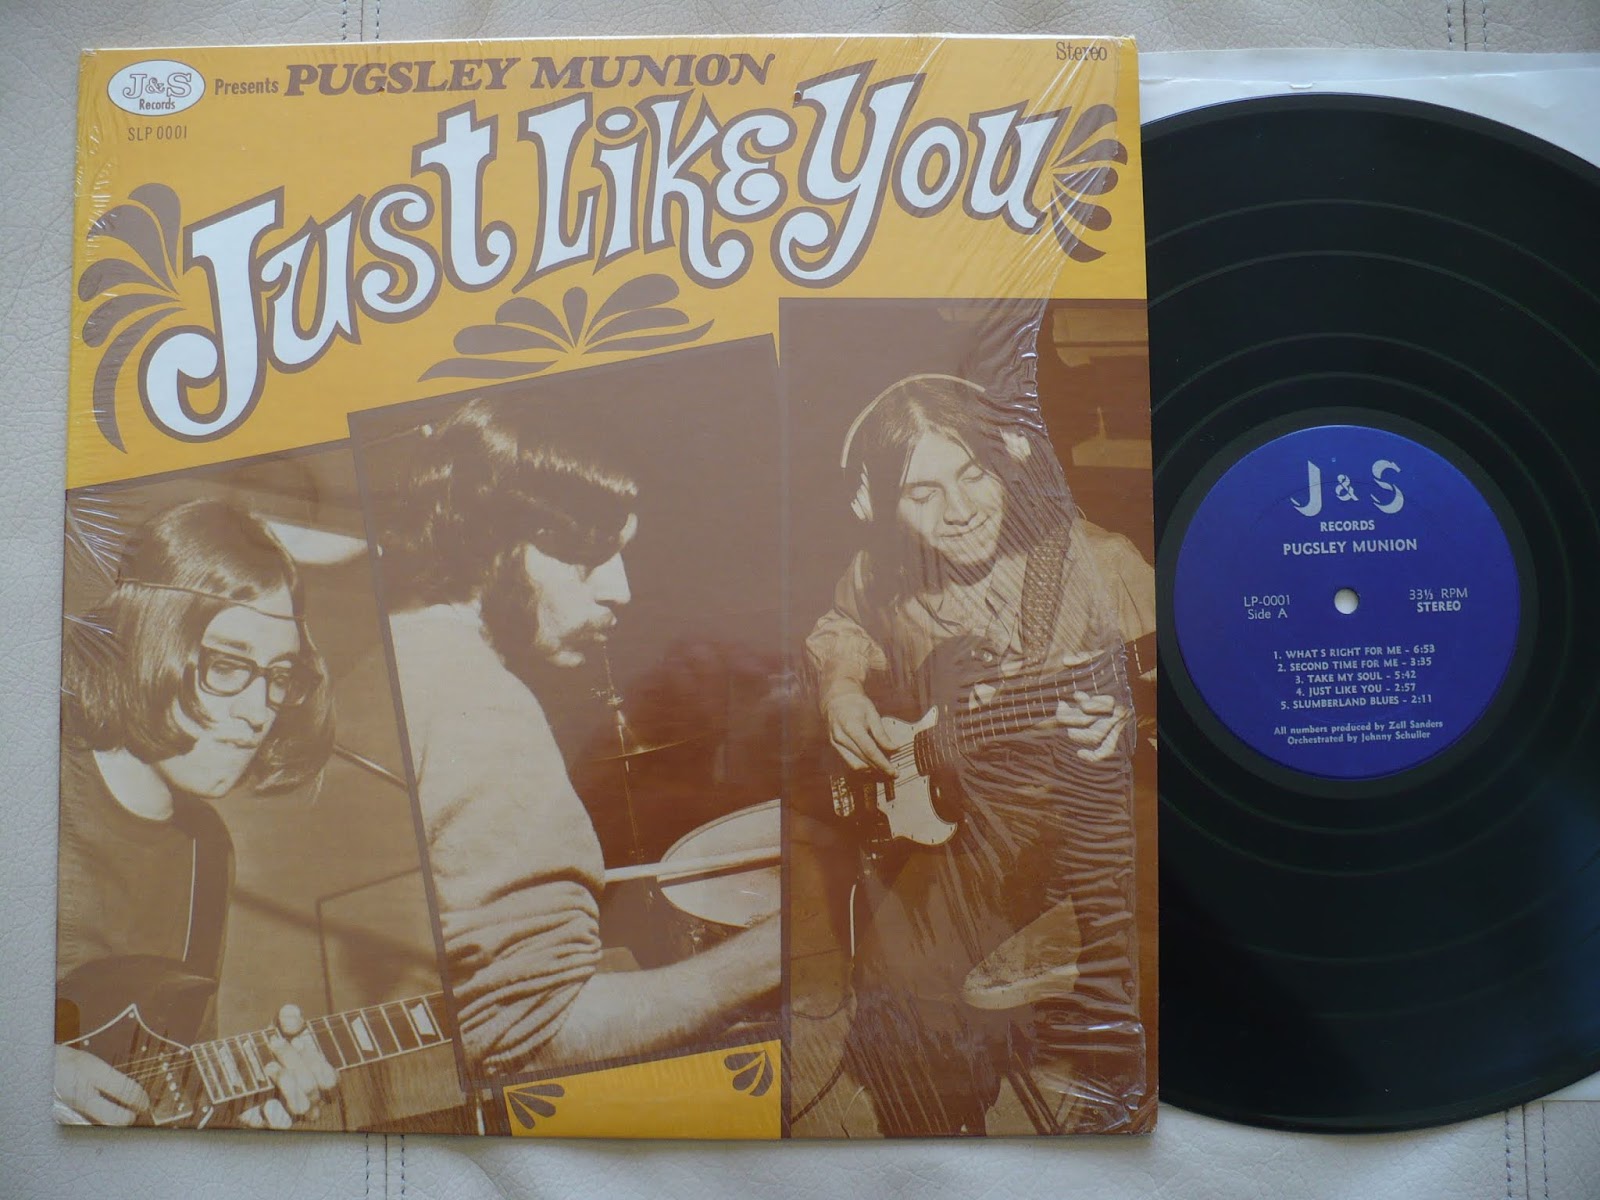 J&S
Records
Presents PUGSLEY MUNION
Stereo
SLP 0001
Just Like You
J & S
RECORDS
PUGSLEY MUNION
LP-0001
Side A
33⅓ RPM
STEREO
1. WHAT S RIGHT FOR ME - 6:53
2. SECOND TIME FOR ME - 3:35
3. TAKE MY SOUL - 5:42
4. JUST LIKE YOU - 2:57
5. SLUMBERLAND BLUES - 2:11
All numbers produced by Zell Sanders
Orchestrated by Johnny Schuller